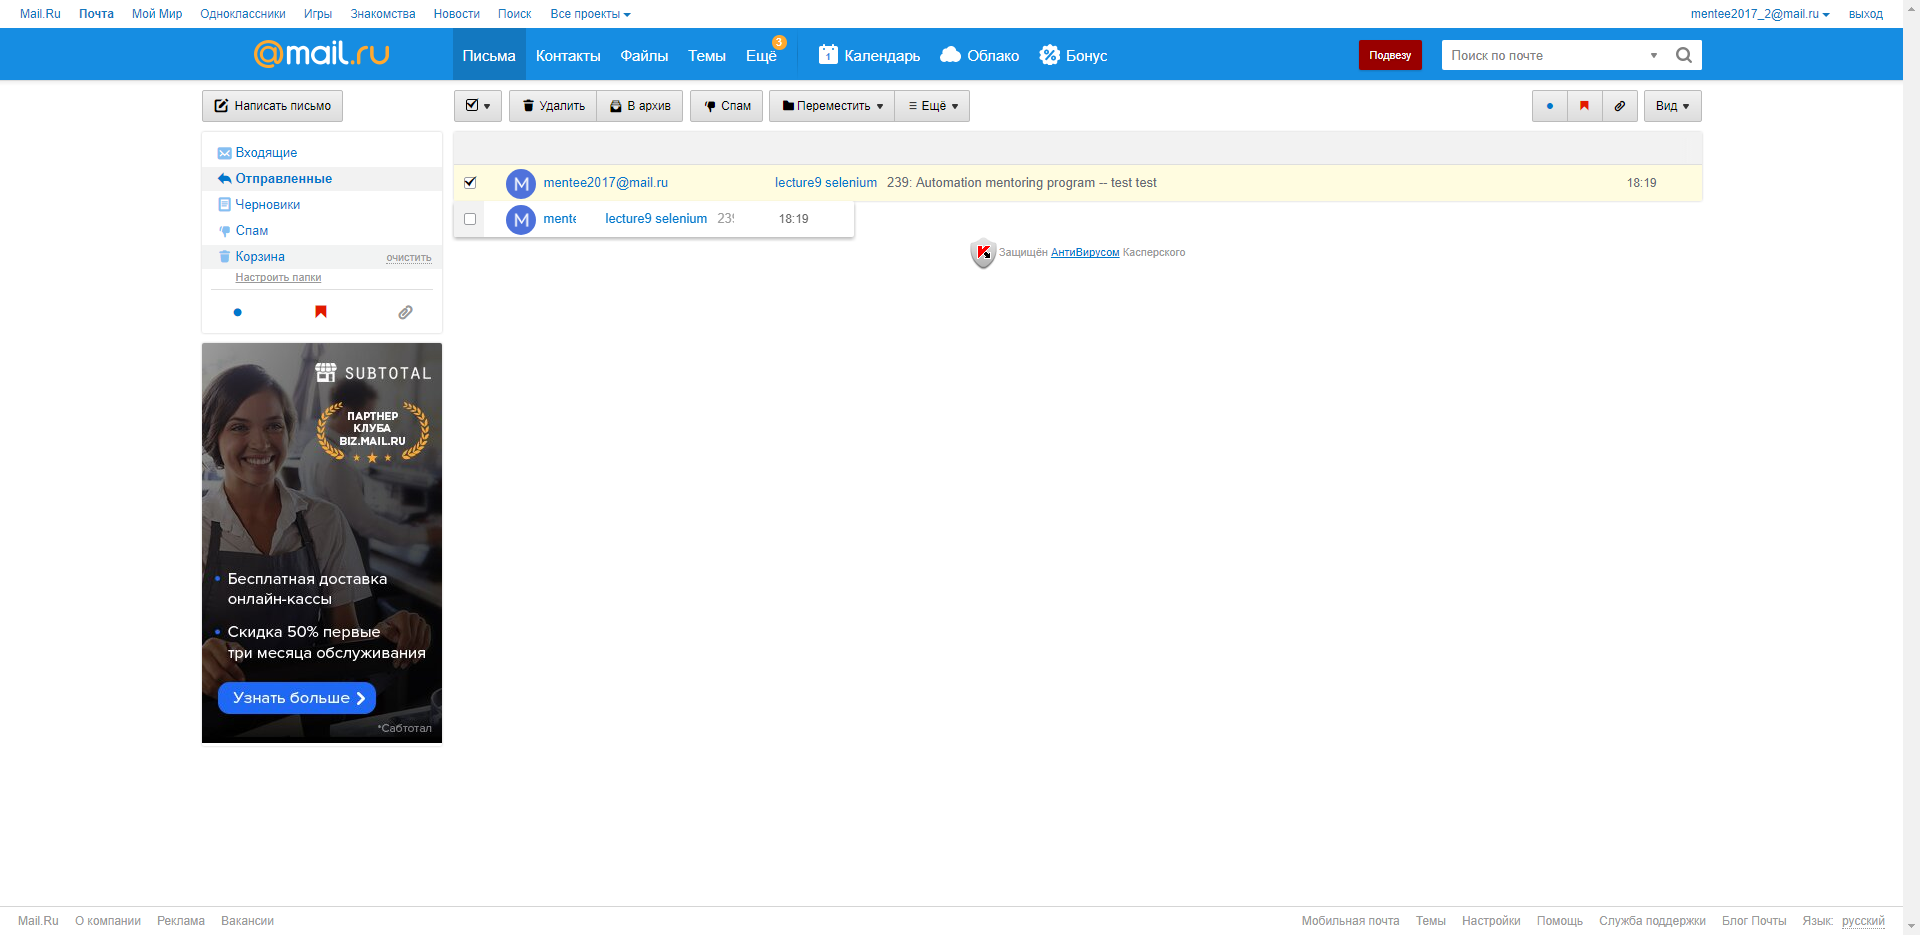 Mail.Ru Почта Мой Мир Одноклассники Игры Знакомства Новости Поиск Все проекты mentee2017_2@mail.ru выход
@mail.ru Письма Контакты Файлы Темы Ещё 3 1 Календарь Облако Бонус Подвезу Поиск по почте
Написать письмо Удалить В архив Спам Переместить Ещё Вид
Входящие
Отправленные
Черновики
Спам
Корзина очистить
Настроить папки
M mentee2017@mail.ru lecture9 selenium 239: Automation mentoring program -- test test 18:19
M mente lecture9 selenium 239 18:19
Защищён АнтиВирусом Касперского
SUBTOTAL
ПАРТНЕР
КЛУБА
BIZ.MAIL.RU
• Бесплатная доставка
онлайн-кассы
• Скидка 50% первые
три месяца обслуживания
Узнать больше
*Сабтотал
Mail.Ru О компании Реклама Вакансии Мобильная почта Темы Настройки Помощь Служба поддержки Блог Почты Язык: русский